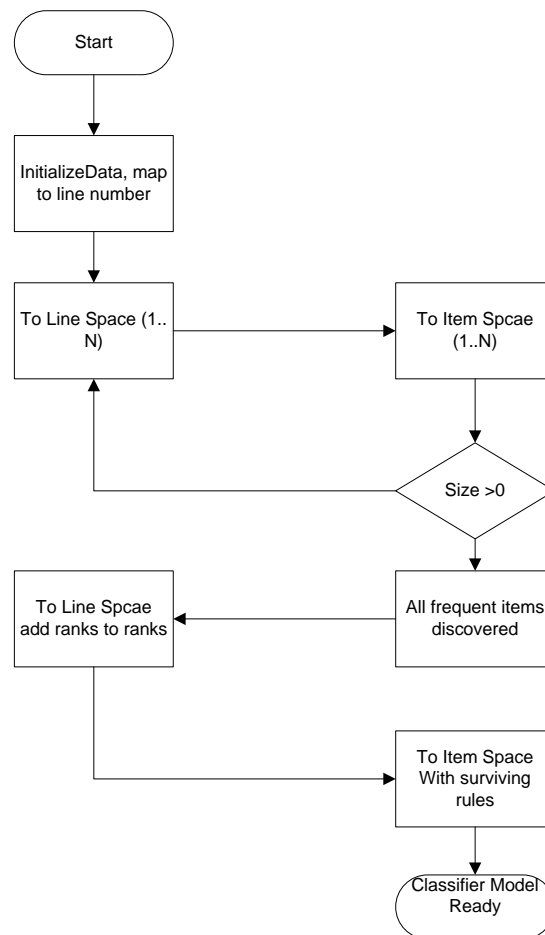 Start
InitializeData, map
to line number
To Line Space (1..
N)
To Item Spcae
(1..N)
Size >0
To Line Spcae
add ranks to ranks
All frequent items
discovered
To Item Space
With surviving
rules
Classifier Model
Ready